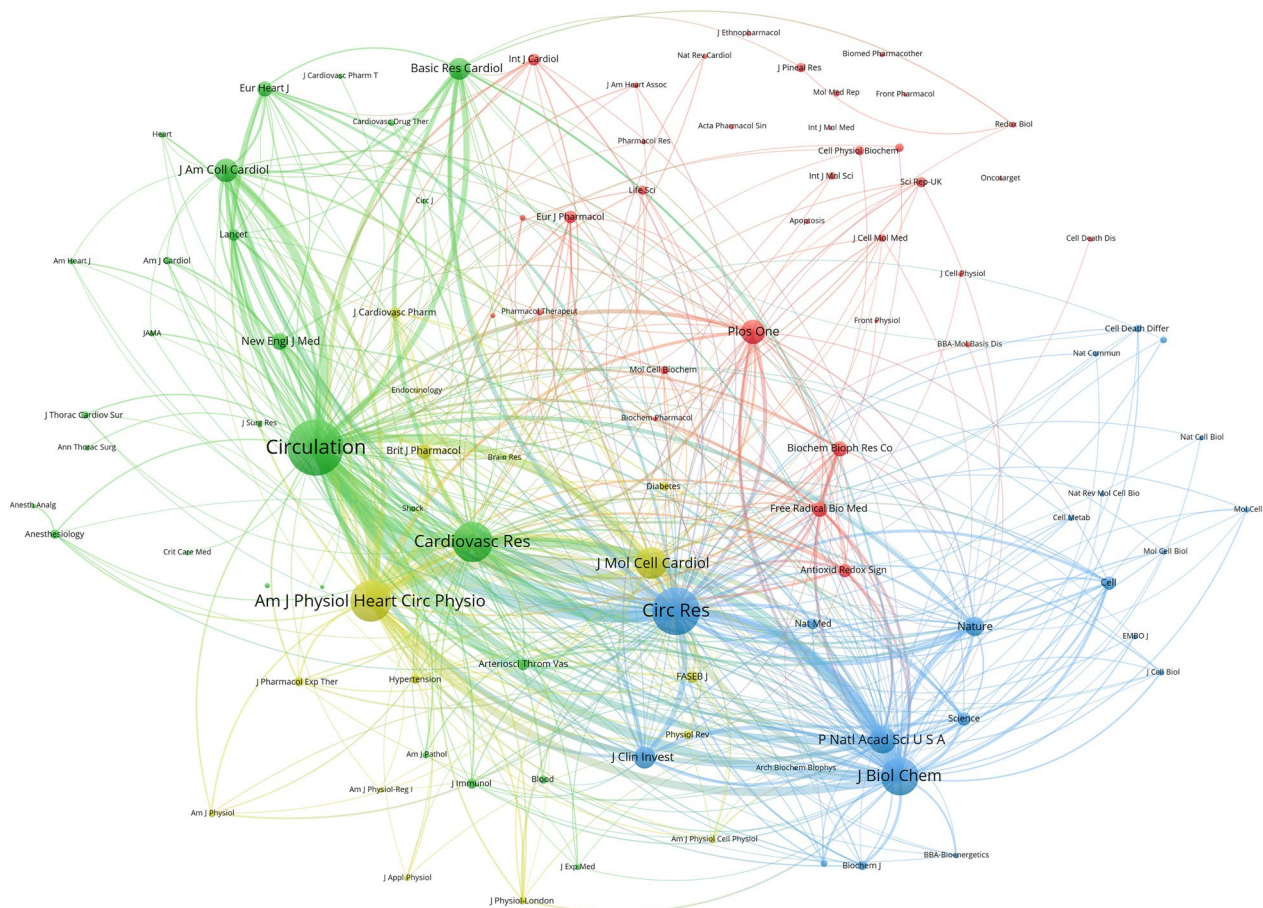 J Ethnopharmacol
Nat Rev Cardiol
Biomed Pharmacother
Int J Cardiol
Basic Res Cardiol
J Pineal Res
J Cardiovasc Pharm T
J Am Heart Assoc
Eur Heart J
Mol Med Rep
Front Pharmacol
Cardiovasc Drug Ther
Redox Biol
Acta Pharmacol Sin
Int J Mol Med
Heart
Pharmacol Res
Cell Physiol Biochem
J Am Coll Cardiol
Int J Mol Sci
Oncotarget
Sci Rep-UK
Life Sci
Circ J
Eur J Pharmacol
Apoptosis
Lancet
J Cell Mol Med
Cell Death Dis
Am Heart J
Am J Cardiol
J Cell Physiol
J Cardiovasc Pharm
Pharmacol Therapeut
Front Physiol
Cell Death Differ
Plos One
JAMA
New Engl J Med
BBA-Mol Basis Dis
Nat Commun
Mol Cell Biochem
Endocrinology
J Thorac Cardiov Sur
Biochem Pharmacol
J Surg Res
Nat Cell Biol
Ann Thorac Surg
Circulation
Brit J Pharmacol
Biochem Bioph Res Co
Brain Res
Diabetes
Nat Rev Mol Cell Bio
Anesth Analg
Shock
Free Radical Bio Med
Mol Cell
Cell Metab
Anesthesiology
Cardiovasc Res
Crit Care Med
Mol Cell Biol
J Mol Cell Cardiol
Antioxid Redox Sign
Cell
Am J Physiol Heart Circ Physio
Circ Res
Nat Med
Nature
EMBO J
Arterioscl Throm Vas
J Cell Biol
J Pharmacol Exp Ther
Hypertension
FASEB J
Science
Physiol Rev
P Natl Acad Sci U S A
Am J Pathol
J Clin Invest
Arch Biochem Biophys
J Biol Chem
Blood
J Immunol
Am J Physiol-Reg I
Am J Physiol
Am J Physiol Cell Physiol
BBA-Bioenergetics
J Exp Med
Biochem J
J Appl Physiol
J Physiol-London